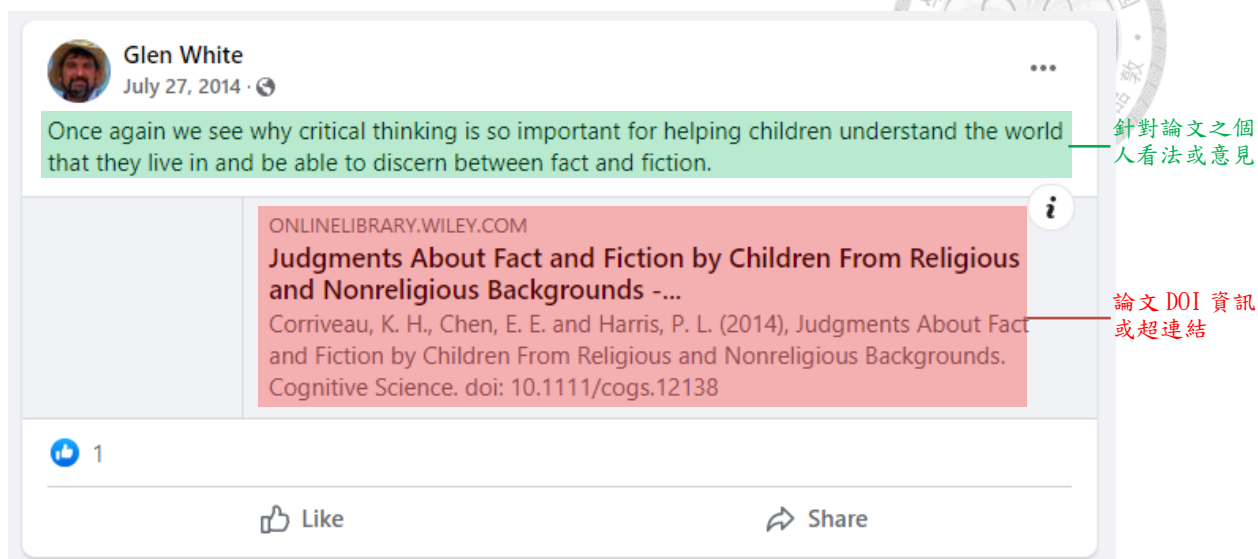 Glen White
July 27, 2014 ·
Once again we see why critical thinking is so important for helping children understand the world
that they live in and be able to discern between fact and fiction.
針對論文之個
人看法或意見
ONLINELIBRARY.WILEY.COM
Judgments About Fact and Fiction by Children From Religious
and Nonreligious Backgrounds -...
Corriveau, K. H., Chen, E. E. and Harris, P. L. (2014), Judgments About Fact
and Fiction by Children From Religious and Nonreligious Backgrounds.
Cognitive Science. doi: 10.1111/cogs.12138
論文 DOI 資訊
或超連結
1
Like
Share